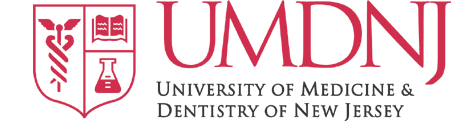 UMDNJ
UNIVERSITY OF MEDICINE &
DENTISTRY OF NEW JERSEY